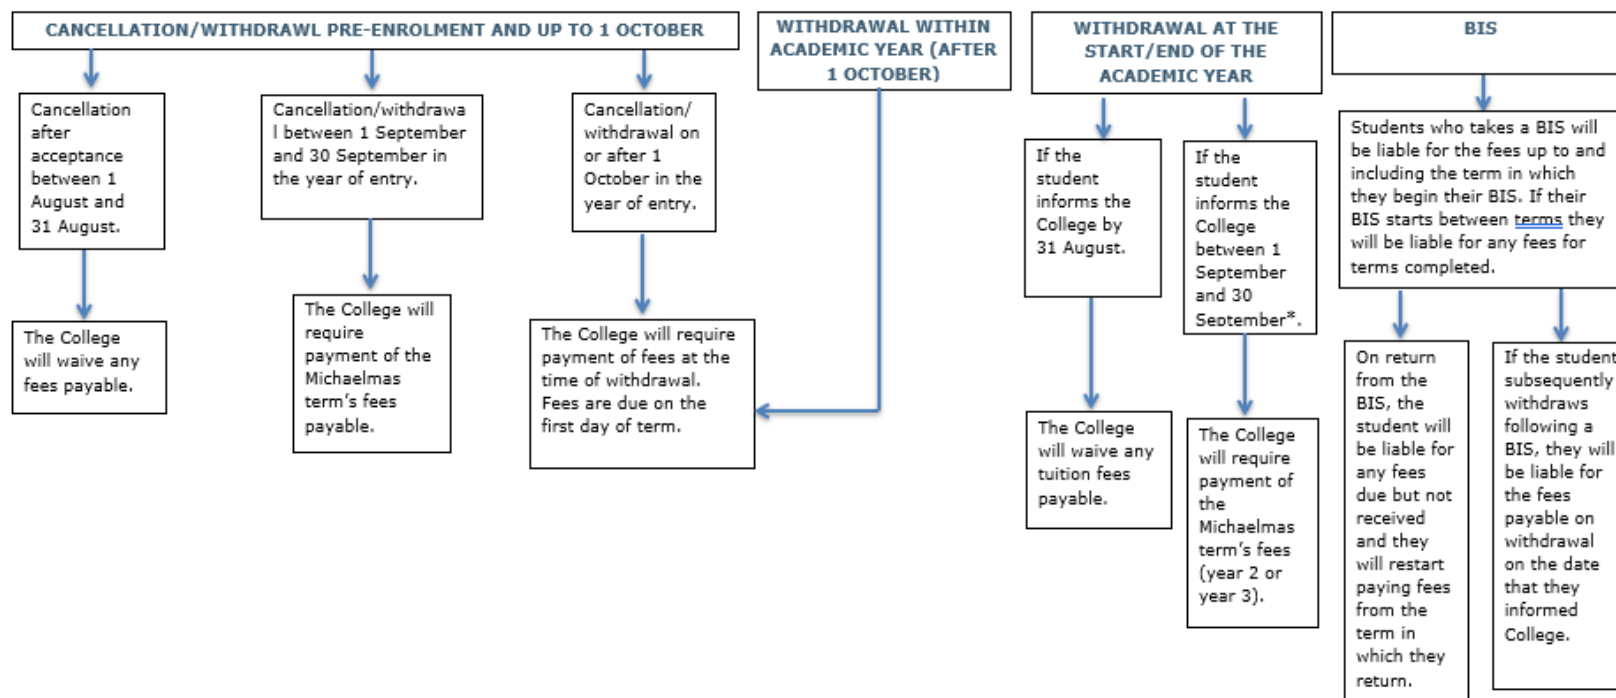 CANCELLATION/WITHDRAWL PRE-ENROLMENT AND UP TO 1 OCTOBER
Cancellation
after
acceptance
between 1
August and
31 August.
The College
will waive any
fees payable.
Cancellation/withdrawa
l between 1 September
and 30 September in
the year of entry.
The College will
require
payment of the
Michaelmas
term’s fees
payable.
Cancellation/
withdrawal on
or after 1
October in the
year of entry.
The College will require
payment of fees at the
time of withdrawal.
Fees are due on the
first day of term.
WITHDRAWAL WITHIN
ACADEMIC YEAR (AFTER
1 OCTOBER)
WITHDRAWAL AT THE
START/END OF THE
ACADEMIC YEAR
If the
student
informs the
College by
31 August.
The College
will waive any
tuition fees
payable.
If the
student
informs the
College
between 1
September
and 30
September*.
The College
will require
payment of
the
Michaelmas
term’s fees
(year 2 or
year 3).
BIS
Students who takes a BIS will
be liable for the fees up to and
including the term in which
they begin their BIS. If their
BIS starts between terms they
will be liable for any fees for
terms completed.
On return
from the
BIS, the
student will
be liable for
any fees
due but not
received
and they
will restart
paying fees
from the
term in
which they
return.
If the student
subsequently
withdraws
following a
BIS, they will
be liable for
the fees
payable on
withdrawal
on the date
that they
informed
College.